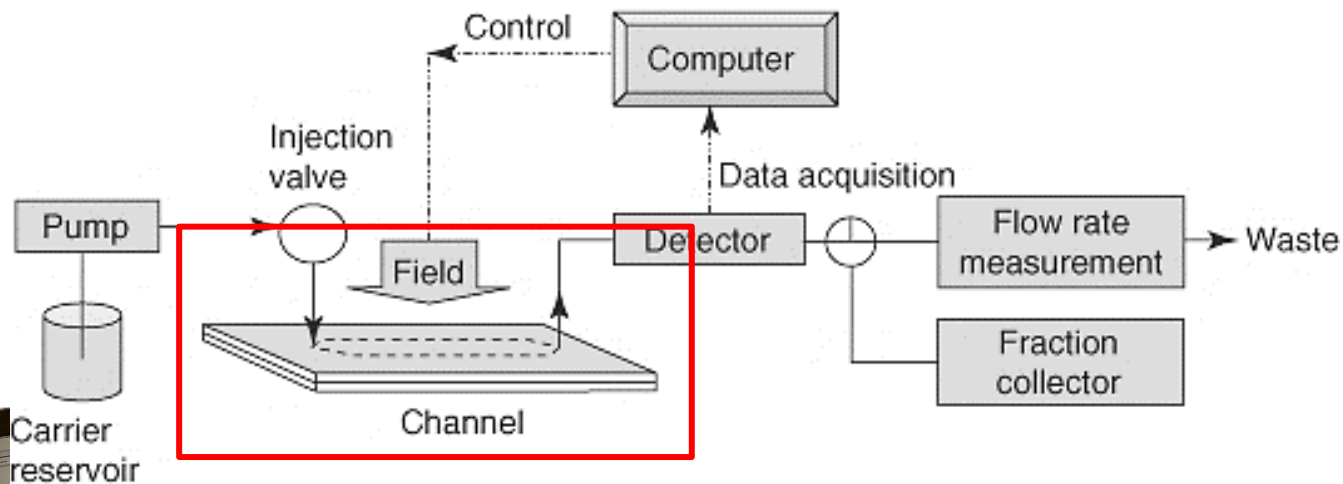 Control
Computer
Injection
valve
Data acquisition
Pump
Field
Detector
Flow rate
measurement
Waste
Channel
Fraction
collector
Carrier
reservoir